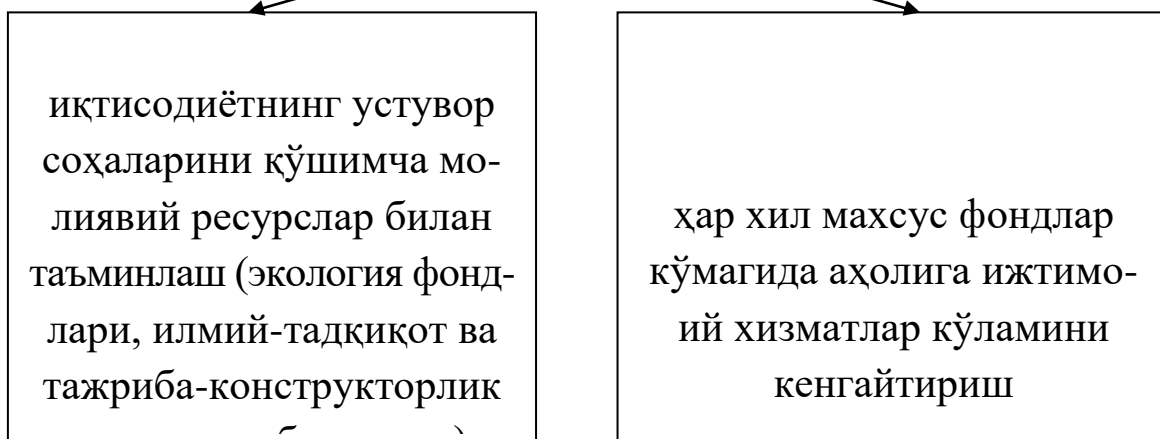 иқтисодиётнинг устувор
соҳаларини қўшимча мо-
лиявий ресурслар билан
таъминлаш (экология фонд-
лари, илмий-тадқиқот ва
тажриба-конструкторлик
ҳар хил махсус фондлар
кўмагида аҳолига ижтимо-
ий хизматлар кўламини
кенгайтириш